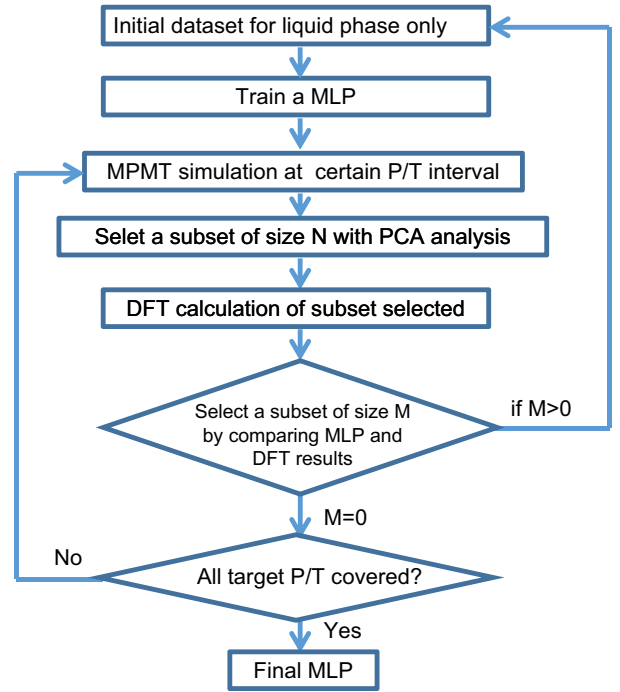 Initial dataset for liquid phase only
Train a MLP
MPMT simulation at certain P/T interval
Selet a subset of size N with PCA analysis
DFT calculation of subset selected
Select a subset of size M
by comparing MLP and
DFT results
if M>0
M=0
No
All target P/T covered?
Yes
Final MLP